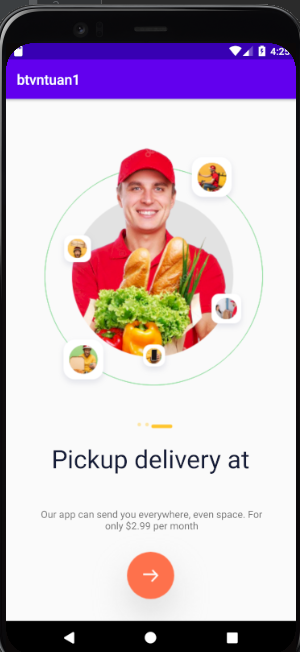 4:25
btvntuan1
Pickup delivery at
Our app can send you everywhere, even space. For
only $2.99 per month